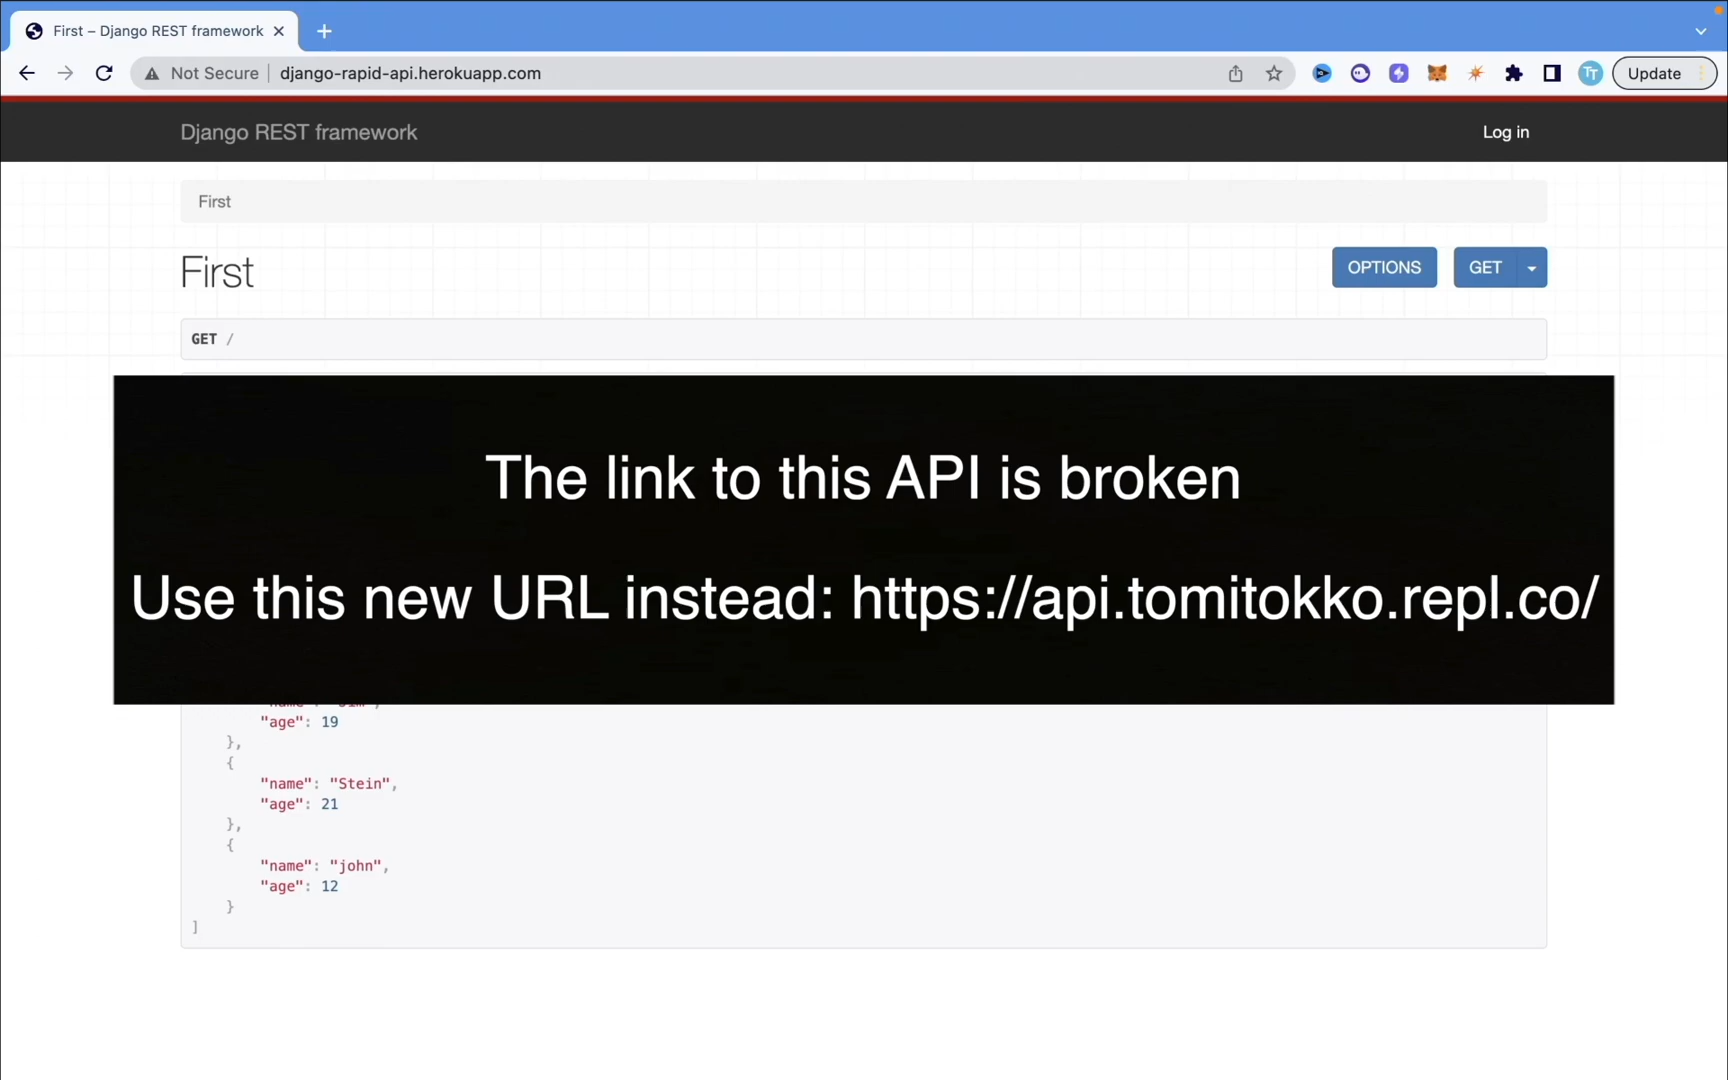 First – Django REST framework
Not Secure django-rapid-api.herokuapp.com
TT
Update
Django REST framework
Log in
First
First
OPTIONS
GET
GET /
The link to this API is broken
Use this new URL instead: https://api.tomitokko.repl.co/
"age": 19
},
{
"name": "Stein",
"age": 21
},
{
"name": "john",
"age": 12
}
]